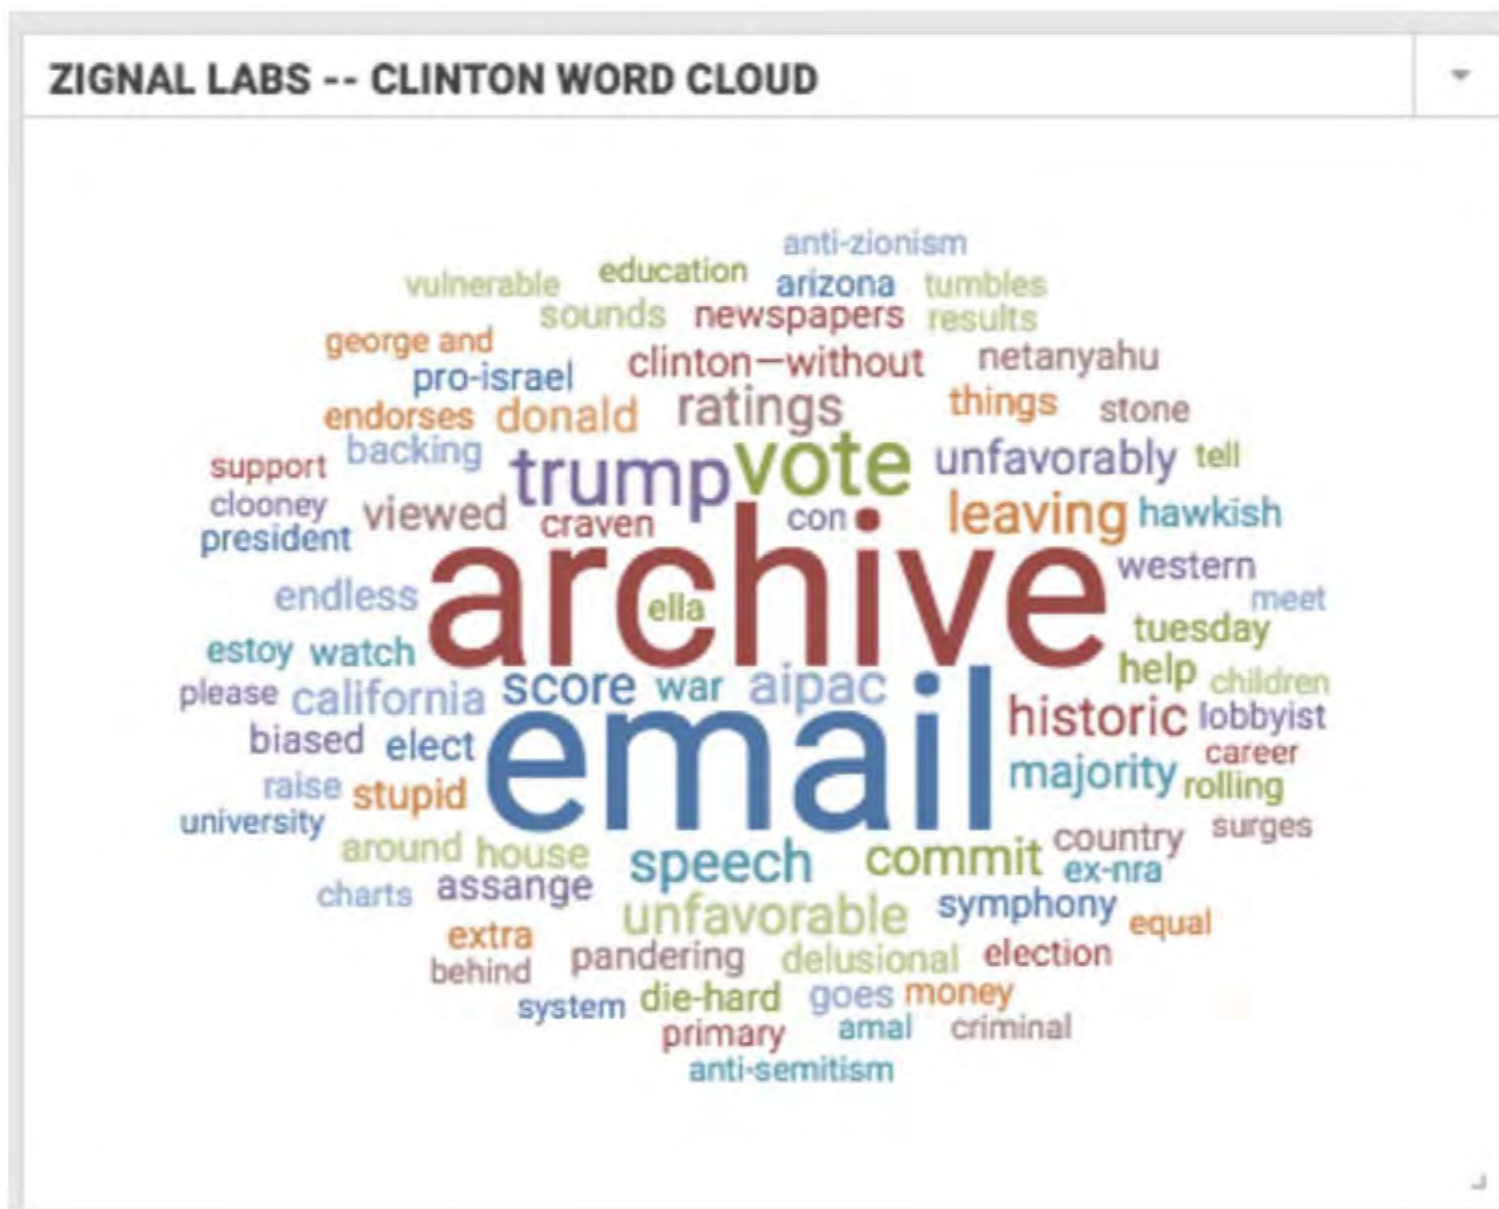 ZIGNAL LABS -- CLINTON WORD CLOUD
anti-zionism
vulnerable education arizona tumbles
sounds newspapers results
george and clinton—without netanyahu
pro-israel
endorses donald ratings things stone
support backing trump vote unfavorably tell
clooney viewed craven con leaving hawkish
president
archive western
endless ella meet
estoy watch tuesday
help children
please california score war aipac
historic lobbyist
biased elect email career
raise stupid majority rolling
university country surges
around house speech commit ex-nra
charts assange
unfavorable symphony equal
extra
behind pandering delusional election
system die-hard goes money
primary amal criminal
anti-semitism